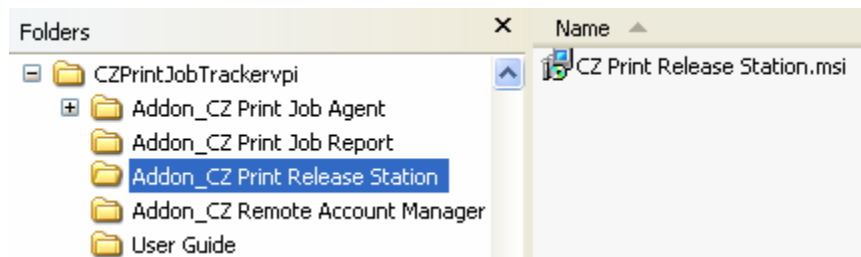 Folders
CZPrintJobTrackervpi
Addon_CZ Print Job Agent
Addon_CZ Print Job Report
Addon_CZ Print Release Station
Addon_CZ Remote Account Manager
User Guide
Name
CZ Print Release Station.msi